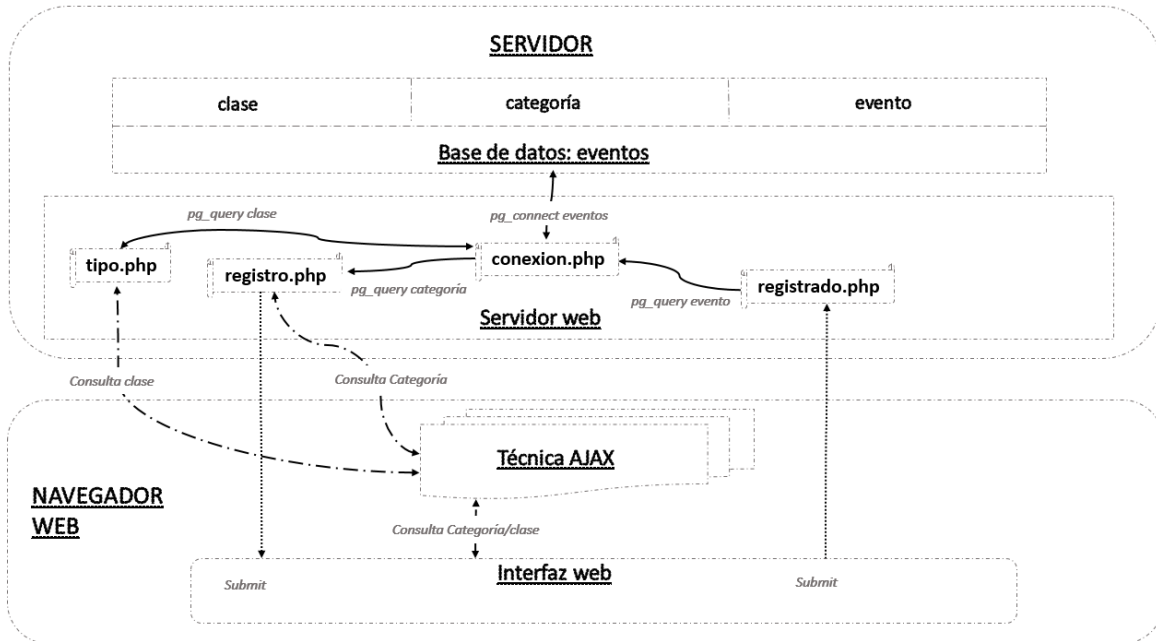 SERVIDOR
clase
categoría
evento
Base de datos: eventos
pg_query clase
pg_connect eventos
tipo.php
registro.php
conexion.php
pg_query categoría
registrado.php
pg_query evento
Servidor web
Consulta clase
Consulta Categoría
Técnica AJAX
NAVEGADOR
WEB
Consulta Categoría/clase
Interfaz web
Submit
Submit